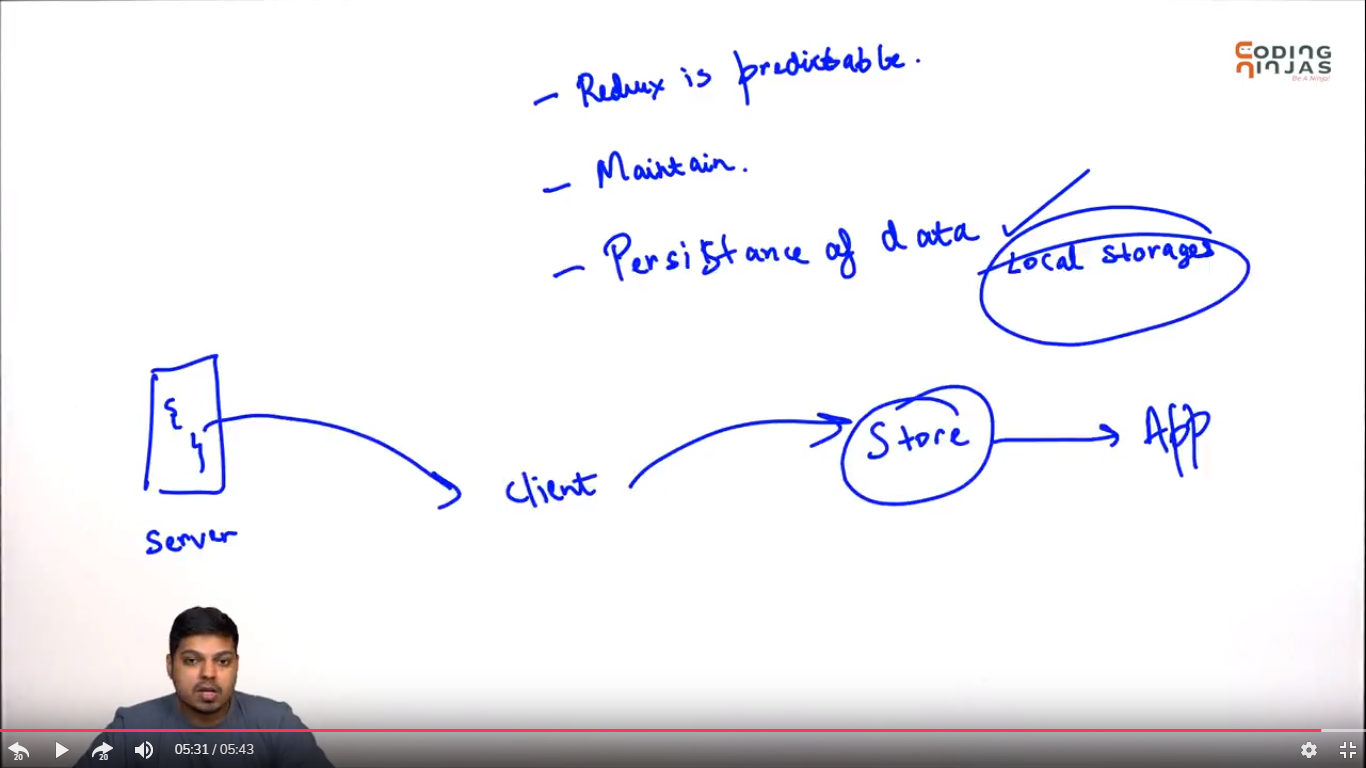 CODING
NINJAS
Be A Ninja!
- Redux is predictable.
- Maintain.
- Persistance of data ✓ Local Storages
{
}
Store → App
Client
Server
20
20
05:31 / 05:43